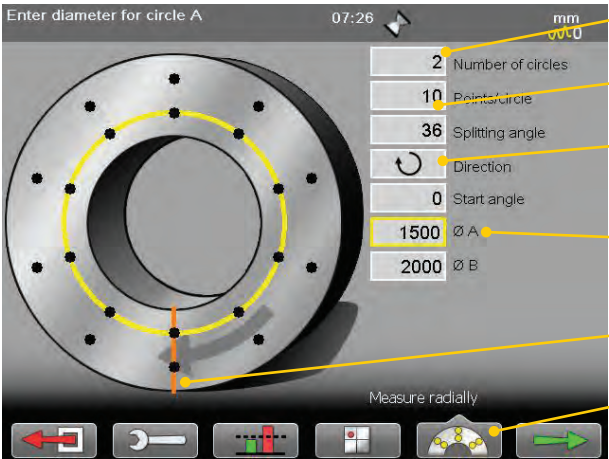 Enter diameter for circle A 07:26 mm
0
2 Number of circles
10 Points/circle
36 Splitting angle
Direction
0 Start angle
1500 Ø A
2000 Ø B
Measure radially